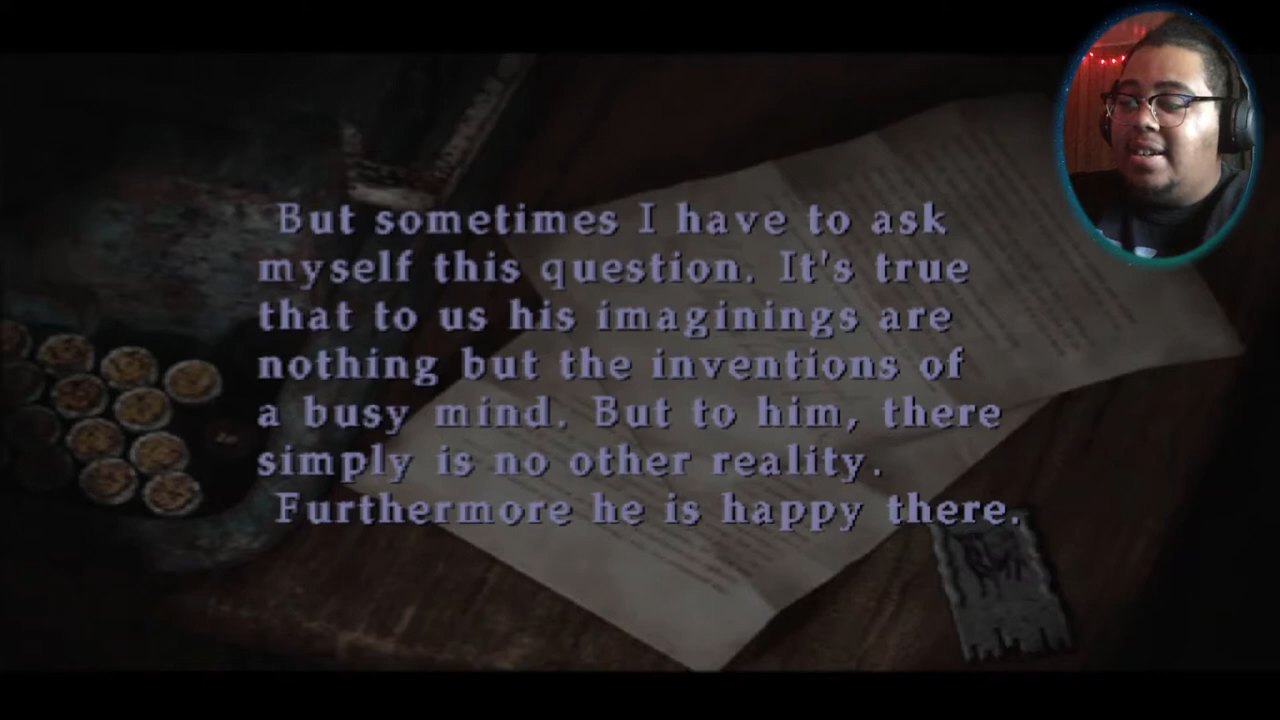 But sometimes I have to ask
myself this question. It's true
that to us his imaginings are
nothing but the inventions of
a busy mind. But to him, there
simply is no other reality.
Furthermore he is happy there.